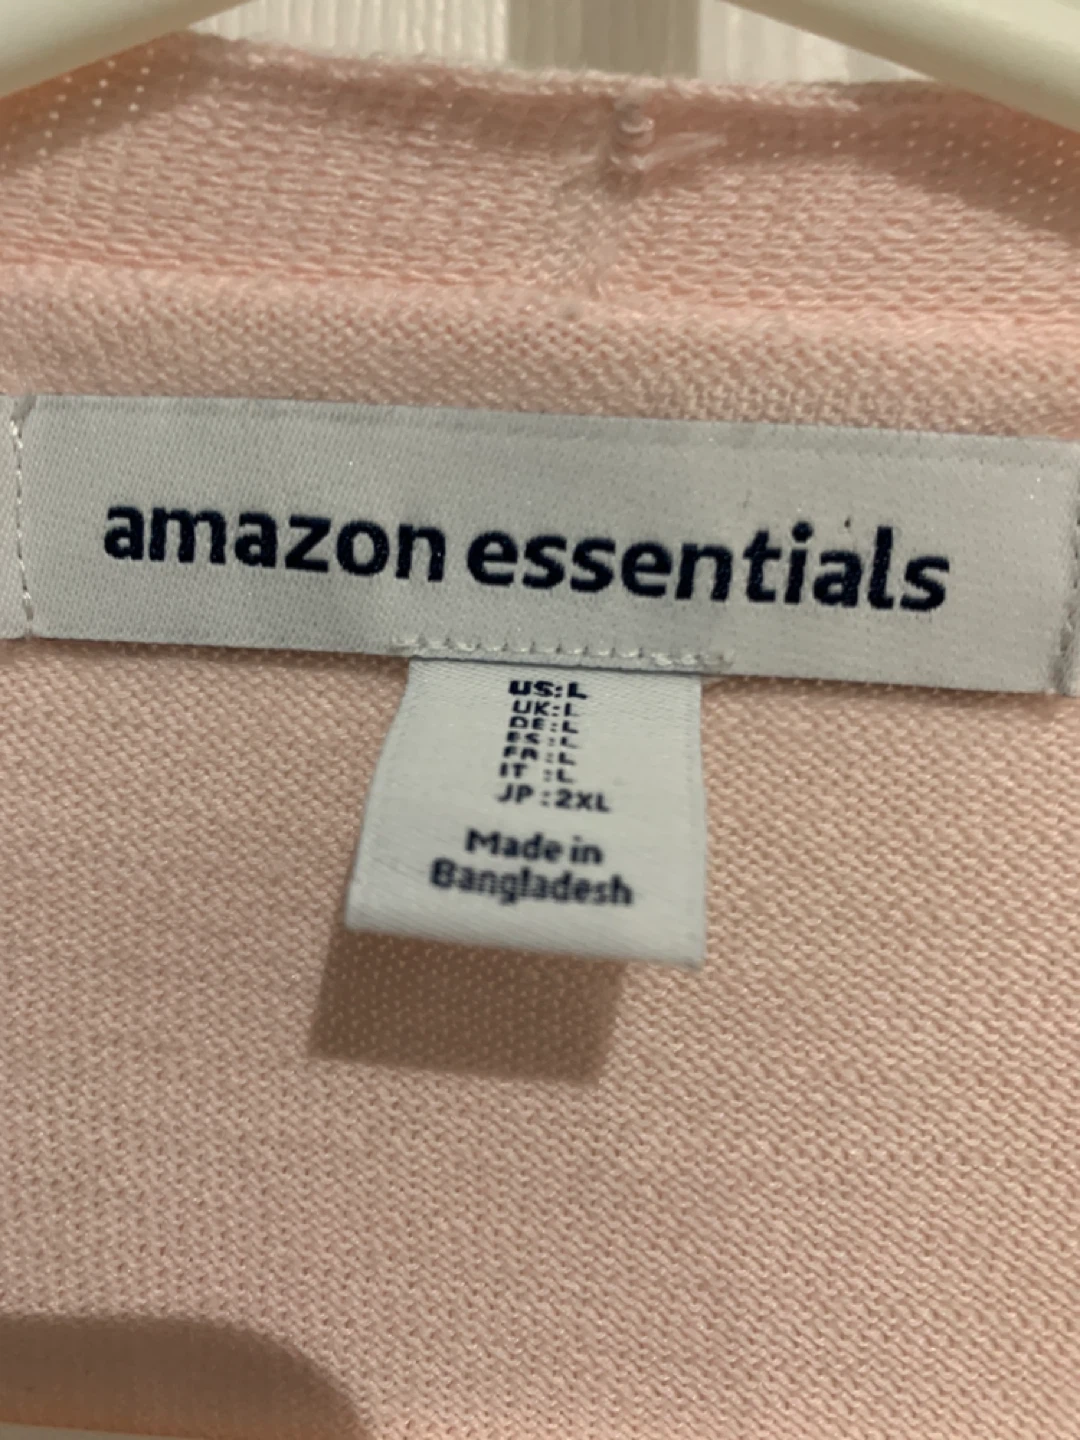 amazon essentials
US:L
UK:L
DE:L
ES:L
FR:L
IT :L
JP:2XL
Made in
Bangladesh